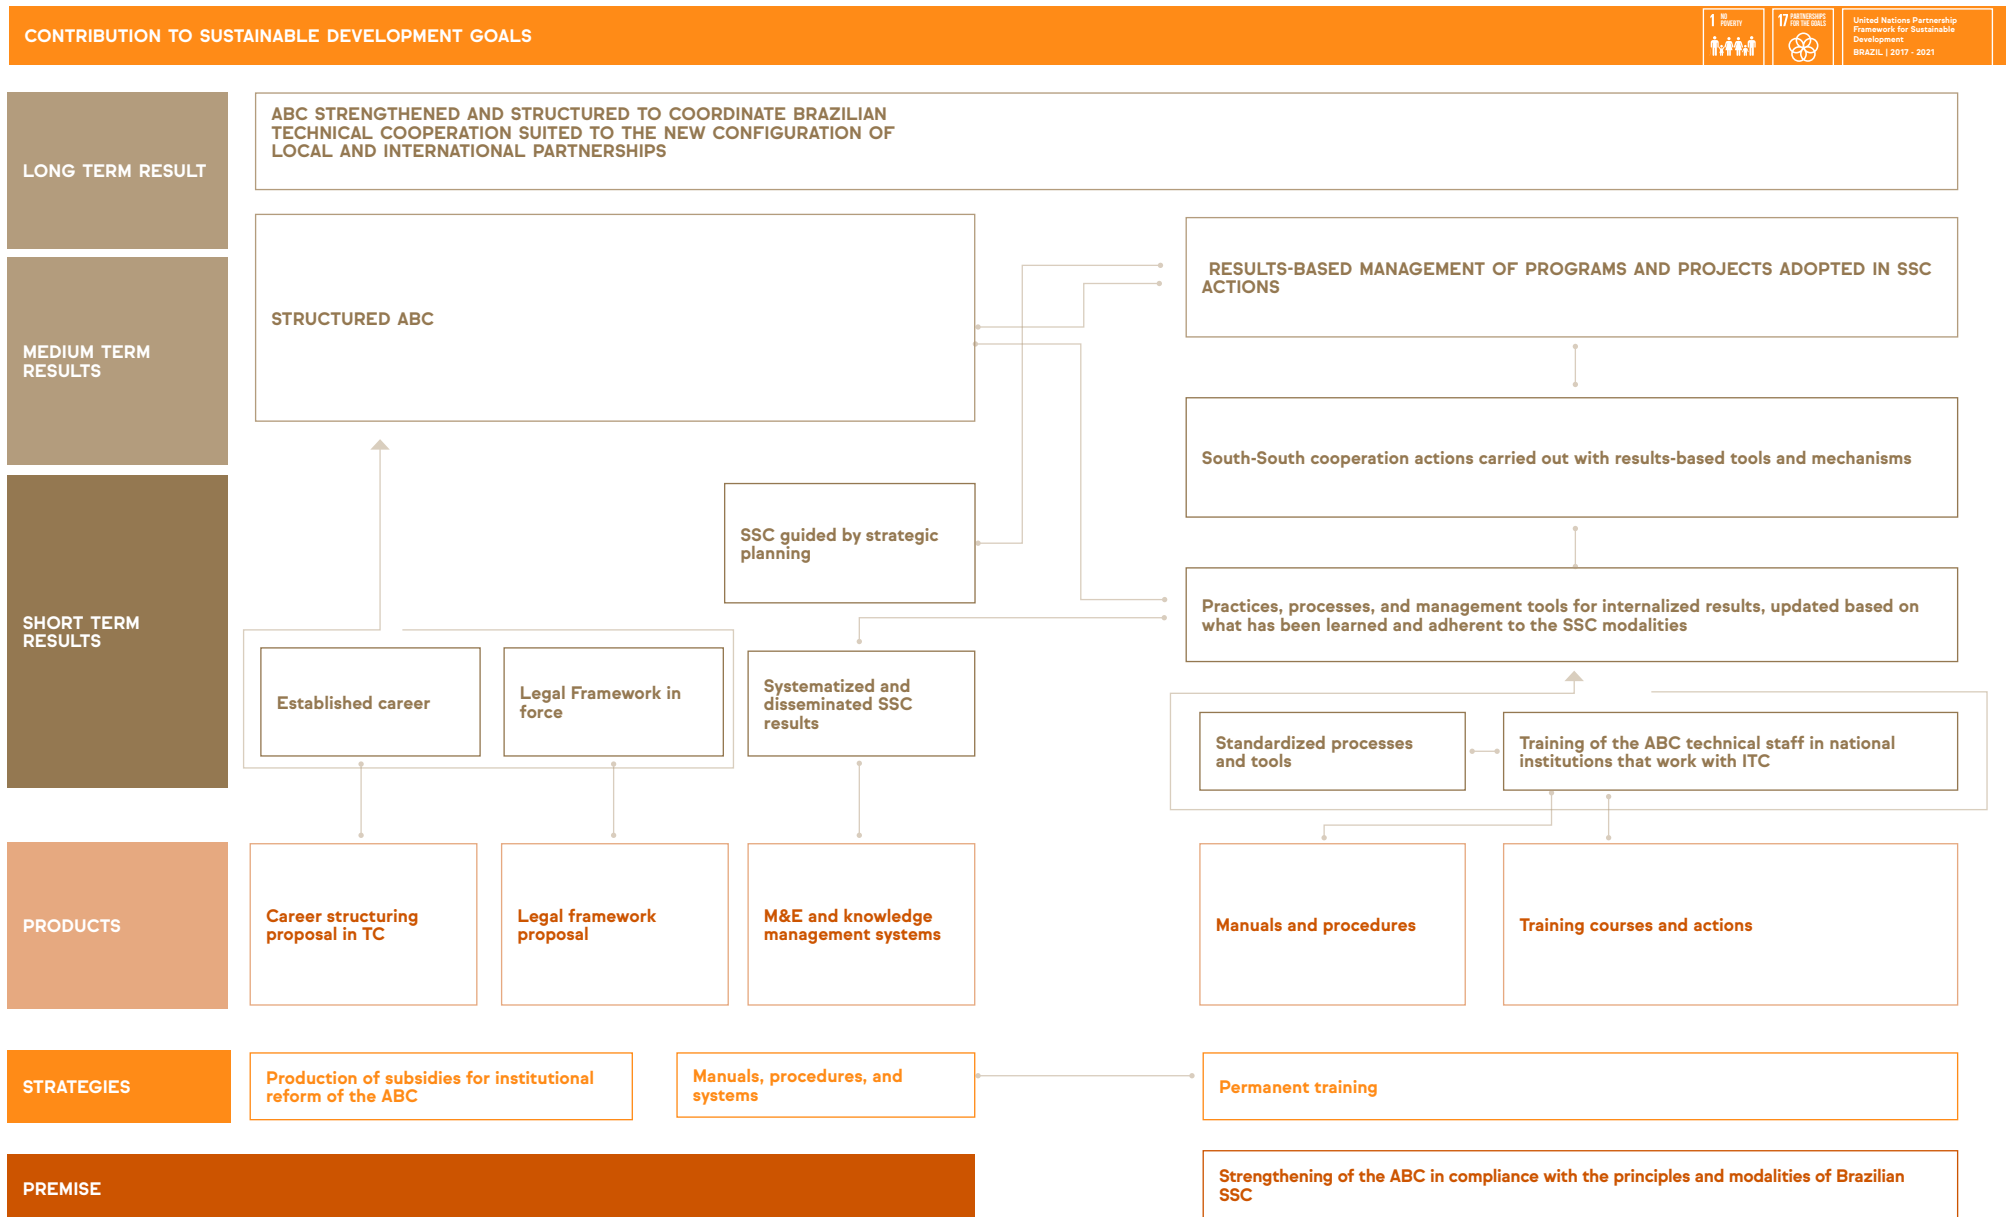 CONTRIBUTION TO SUSTAINABLE DEVELOPMENT GOALS
1 NO
POVERTY
17 PARTNERSHIPS
FOR THE GOALS
United Nations Partnership
Framework for Sustainable
Development
BRAZIL | 2017 - 2021
LONG TERM RESULT
ABC STRENGTHENED AND STRUCTURED TO COORDINATE BRAZILIAN
TECHNICAL COOPERATION SUITED TO THE NEW CONFIGURATION OF
LOCAL AND INTERNATIONAL PARTNERSHIPS
MEDIUM TERM
RESULTS
STRUCTURED ABC
RESULTS-BASED MANAGEMENT OF PROGRAMS AND PROJECTS ADOPTED IN SSC
ACTIONS
South-South cooperation actions carried out with results-based tools and mechanisms
SHORT TERM
RESULTS
SSC guided by strategic
planning
Practices, processes, and management tools for internalized results, updated based on
what has been learned and adherent to the SSC modalities
Established career
Legal Framework in
force
Systematized and
disseminated SSC
results
Standardized processes
and tools
Training of the ABC technical staff in national
institutions that work with ITC
PRODUCTS
Career structuring
proposal in TC
Legal framework
proposal
M&E and knowledge
management systems
Manuals and procedures
Training courses and actions
STRATEGIES
Production of subsidies for institutional
reform of the ABC
Manuals, procedures, and
systems
Permanent training
PREMISE
Strengthening of the ABC in compliance with the principles and modalities of Brazilian
SSC